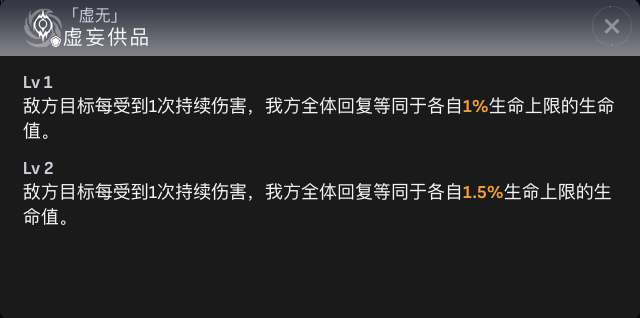 「虚无」
虚妄供品
Lv 1
敌方目标每受到1次持续伤害，我方全体回复等同于各自1%生命上限的生命
值。
Lv 2
敌方目标每受到1次持续伤害，我方全体回复等同于各自1.5%生命上限的生
命值。